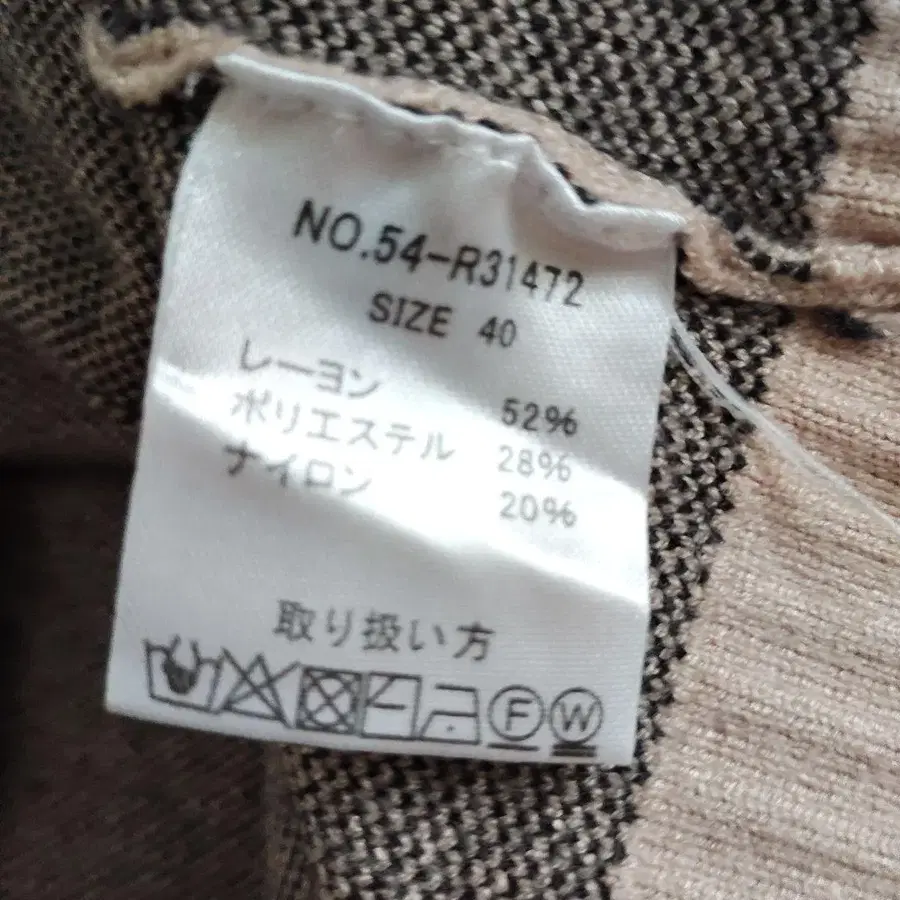 NO.54-R31472
SIZE 40
レーヨン 52%
ポリエステル 28%
ナイロン 20%
取り扱い方
F W